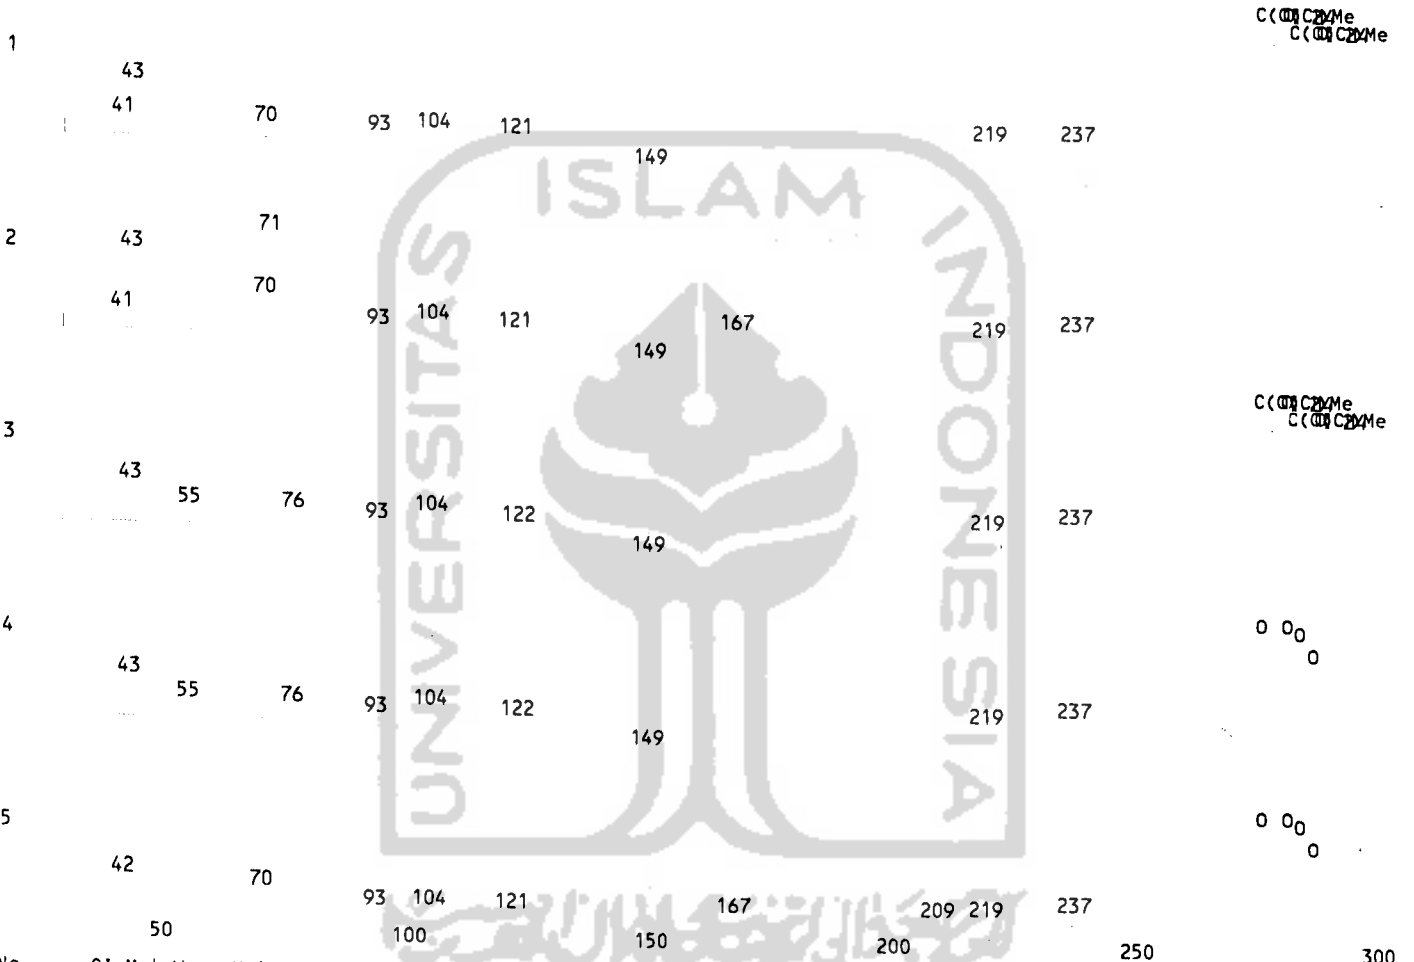 1
43
41 70 93 104 121 219 237
149
2 43 71
41 70
93 104 121 167 219 237
149
3
43
55 76 93 104 122 219 237
149
4 O O O
43 O
55 76 93 104 122 219 237
149
5 O O O
42 70 O
93 104 121 167 209 219 237
50 100 150 200 250 300
UNIVERSITAS
ISLAM
INDONESIA